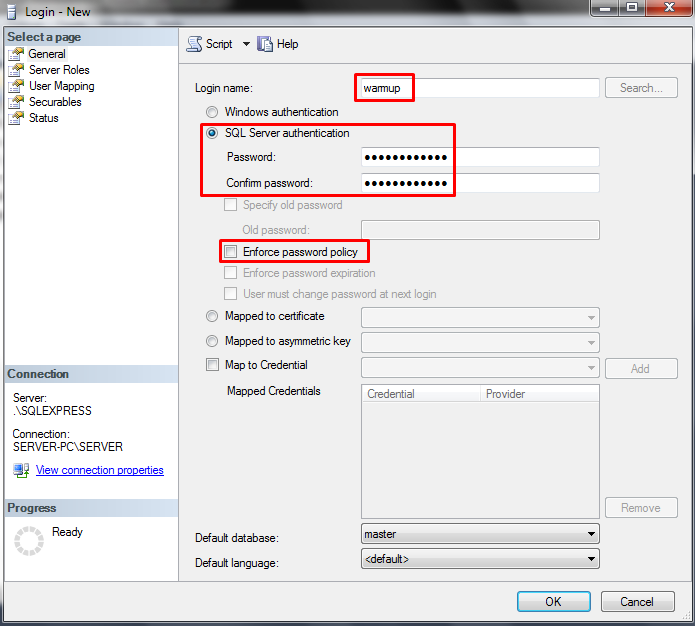 Login - New
Select a page
General
Server Roles
User Mapping
Securables
Status
Script
Help
Login name:
warmup
Search...
Windows authentication
SQL Server authentication
Password:
●●●●●●●●●●●●
Confirm password:
●●●●●●●●●●●●
Specify old password
Old password:
Enforce password policy
Enforce password expiration
User must change password at next login
Mapped to certificate
Mapped to asymmetric key
Map to Credential
Add
Mapped Credentials
Credential Provider
Remove
Default database:
master
Default language:
<default>
Connection
Server:
.\SQLEXPRESS
Connection:
SERVER-PC\SERVER
View connection properties
Progress
Ready
OK
Cancel